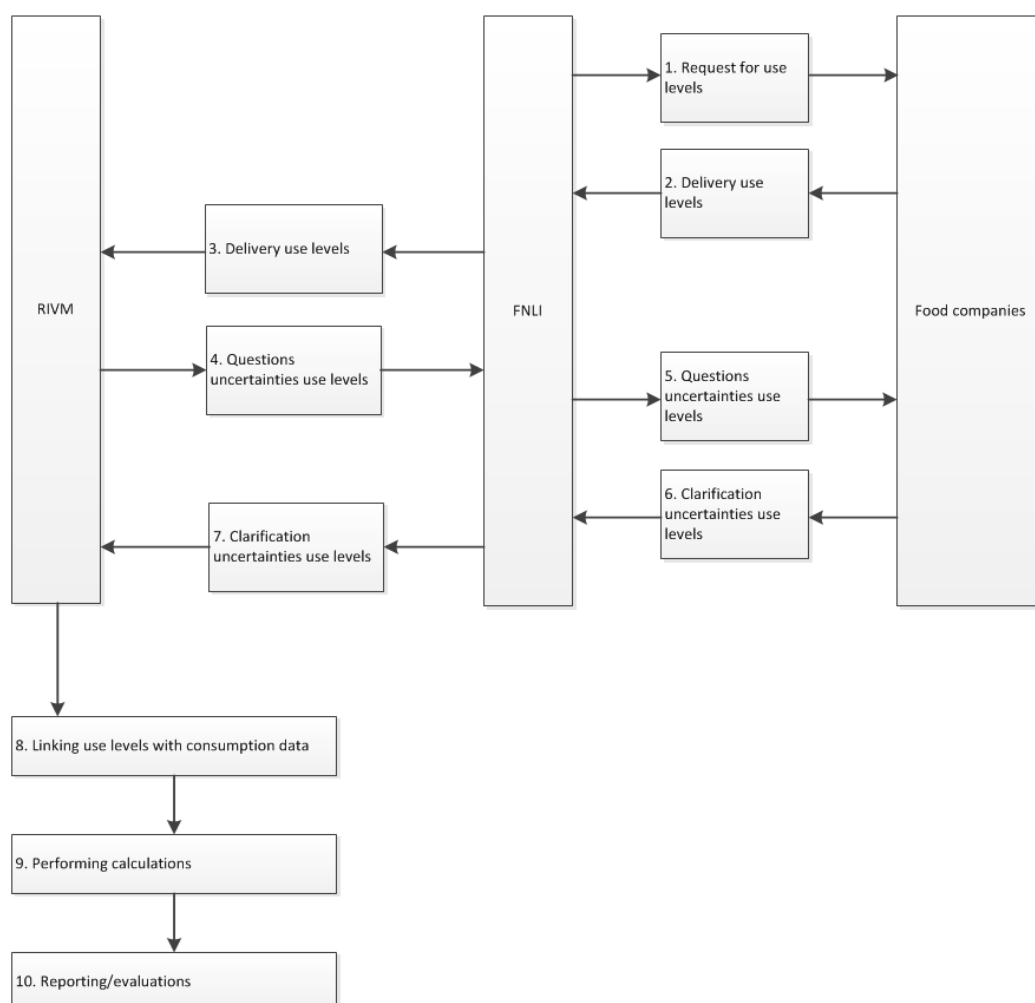 1. Request for use
levels
2. Delivery use
levels
3. Delivery use levels
RIVM
FNLI
Food companies
4. Questions
uncertainties use levels
5. Questions
uncertainties use
levels
6. Clarification
uncertainties use
levels
7. Clarification
uncertainties use levels
8. Linking use levels with consumption data
9. Performing calculations
10. Reporting/evaluations